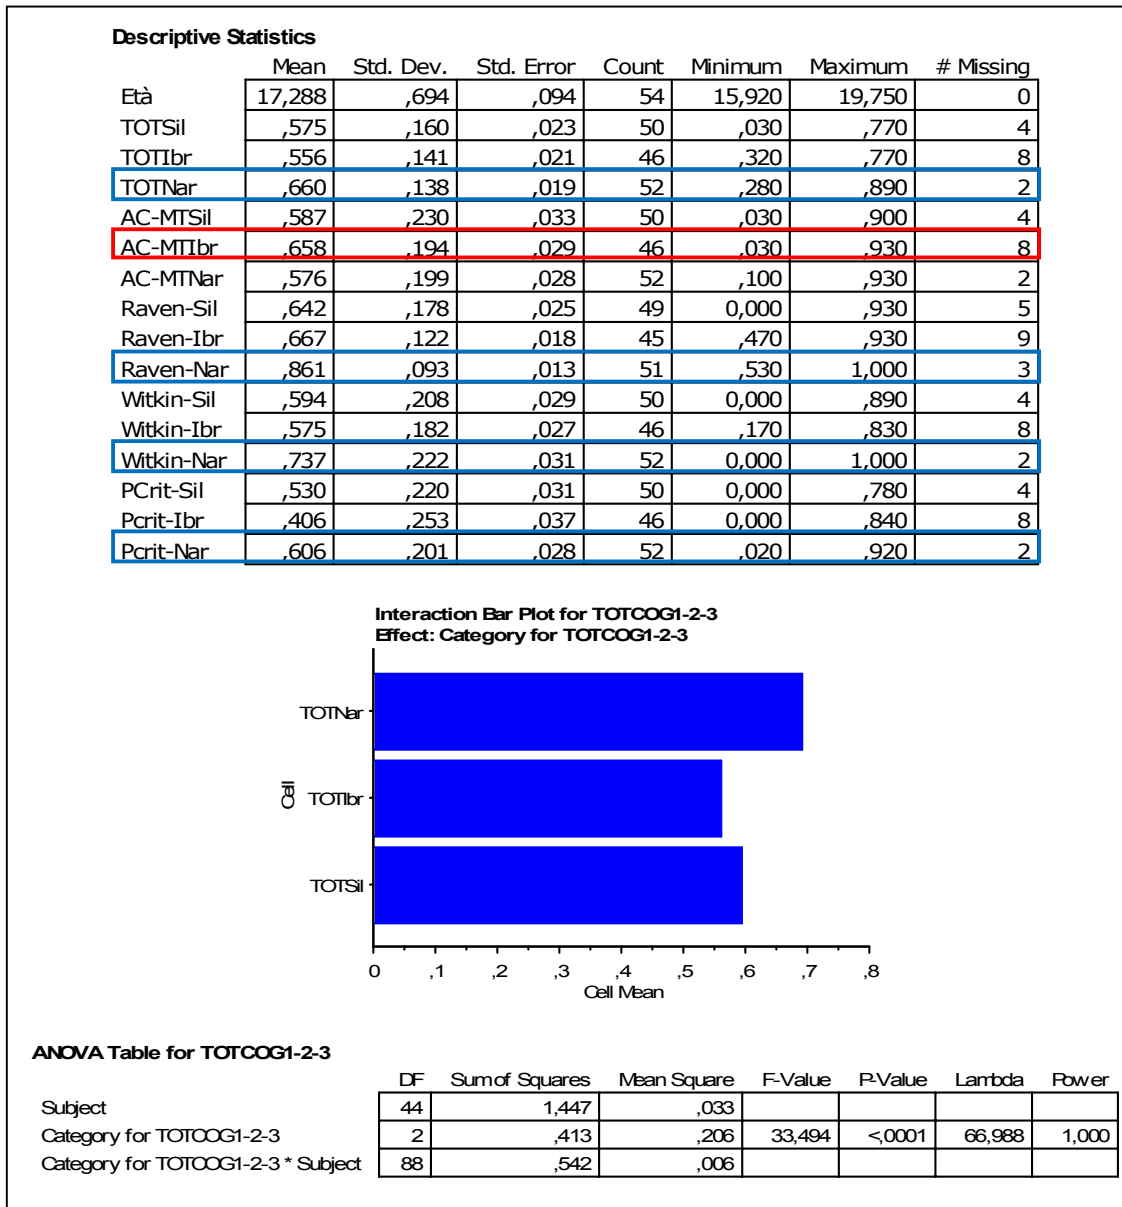 Descriptive Statistics
Mean Std. Dev. Std. Error Count Minimum Maximum # Missing
Età 17,288 ,694 ,094 54 15,920 19,750 0
TOTSil ,575 ,160 ,023 50 ,030 ,770 4
TOTIbr ,556 ,141 ,021 46 ,320 ,770 8
TOTNar ,660 ,138 ,019 52 ,280 ,890 2
AC-MTSil ,587 ,230 ,033 50 ,030 ,900 4
AC-MTIbr ,658 ,194 ,029 46 ,030 ,930 8
AC-MTNar ,576 ,199 ,028 52 ,100 ,930 2
Raven-Sil ,642 ,178 ,025 49 0,000 ,930 5
Raven-Ibr ,667 ,122 ,018 45 ,470 ,930 9
Raven-Nar ,861 ,093 ,013 51 ,530 1,000 3
Witkin-Sil ,594 ,208 ,029 50 0,000 ,890 4
Witkin-Ibr ,575 ,182 ,027 46 ,170 ,830 8
Witkin-Nar ,737 ,222 ,031 52 0,000 1,000 2
PCrit-Sil ,530 ,220 ,031 50 0,000 ,780 4
Pcrit-Ibr ,406 ,253 ,037 46 0,000 ,840 8
Pcrit-Nar ,606 ,201 ,028 52 ,020 ,920 2
Interaction Bar Plot for TOTCOG1-2-3
Effect: Category for TOTCOG1-2-3
TOTNar
Cell
TOTIbr
TOTSil
0 ,1 ,2 ,3 ,4 ,5 ,6 ,7 ,8
Cell Mean
ANOVA Table for TOTCOG1-2-3
DF Sum of Squares Mean Square F-Value P-Value Lambda Power
Subject 44 1,447 ,033
Category for TOTCOG1-2-3 2 ,413 ,206 33,494 <,0001 66,988 1,000
Category for TOTCOG1-2-3 * Subject 88 ,542 ,006